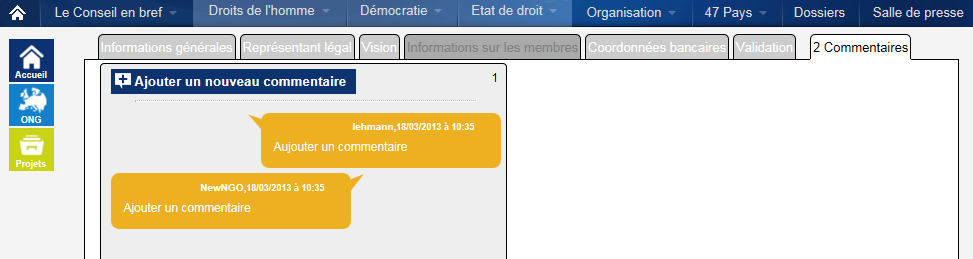 Le Conseil en bref Droits de l'homme Démocratie Etat de droit Organisation 47 Pays Dossiers Salle de presse
Informations générales Représentant légal Vision Informations sur les membres Coordonnées bancaires Validation 2 Commentaires
Accueil
ONG
Projets
Ajouter un nouveau commentaire 1
lehmann,18/03/2013 à 10:35
Aujouter un commentaire
NewNGO,18/03/2013 à 10:35
Ajouter un commentaire